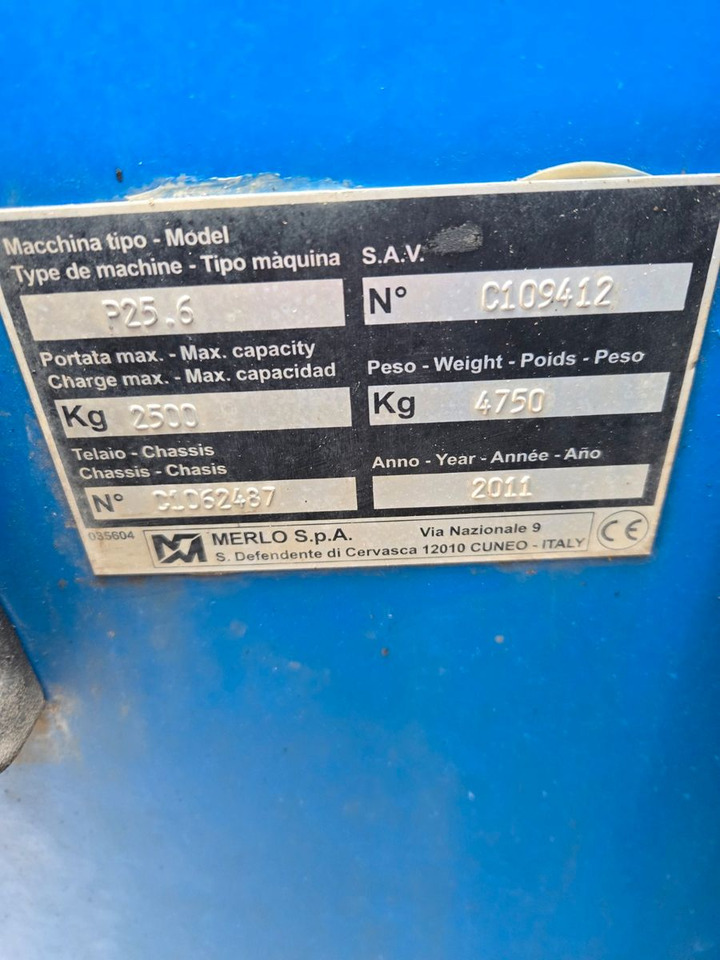 Macchina tipo - Model
Type de machine - Tipo màquina
P25.6
S.A.V.
N° C109412
Portata max. - Max. capacity
Charge max. - Max. capacidad
Kg 2500
Peso - Weight - Poids - Peso
Kg 4750
Telaio - Chassis
Chassis - Chasis
N° C1062487
Anno - Year - Année - Año
2011
035604
MERLO S.p.A. Via Nazionale 9
S. Defendente di Cervasca 12010 CUNEO - ITALY
CE